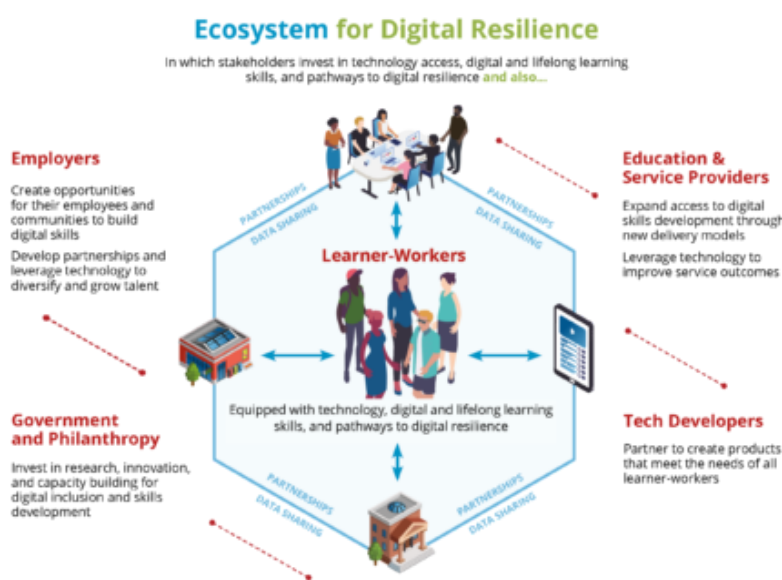 Ecosystem for Digital Resilience
In which stakeholders invest in technology access, digital and lifelong learning
skills, and pathways to digital resilience and also...
Employers
Create opportunities
for their employees and
communities to build
digital skills
Develop partnerships and
leverage technology to
diversify and grow talent
Education &
Service Providers
Expand access to digital
skills development through
new delivery models
Leverage technology to
improve service outcomes
PARTNERSHIPS
DATA SHARING
PARTNERSHIPS
DATA SHARING
Learner-Workers
Equipped with technology, digital and lifelong learning
skills, and pathways to digital resilience
Government
and Philanthropy
Invest in research, innovation,
and capacity building for
digital inclusion and skills
development
Tech Developers
Partner to create products
that meet the needs of all
learner-workers
PARTNERSHIPS
DATA SHARING
PARTNERSHIPS
DATA SHARING